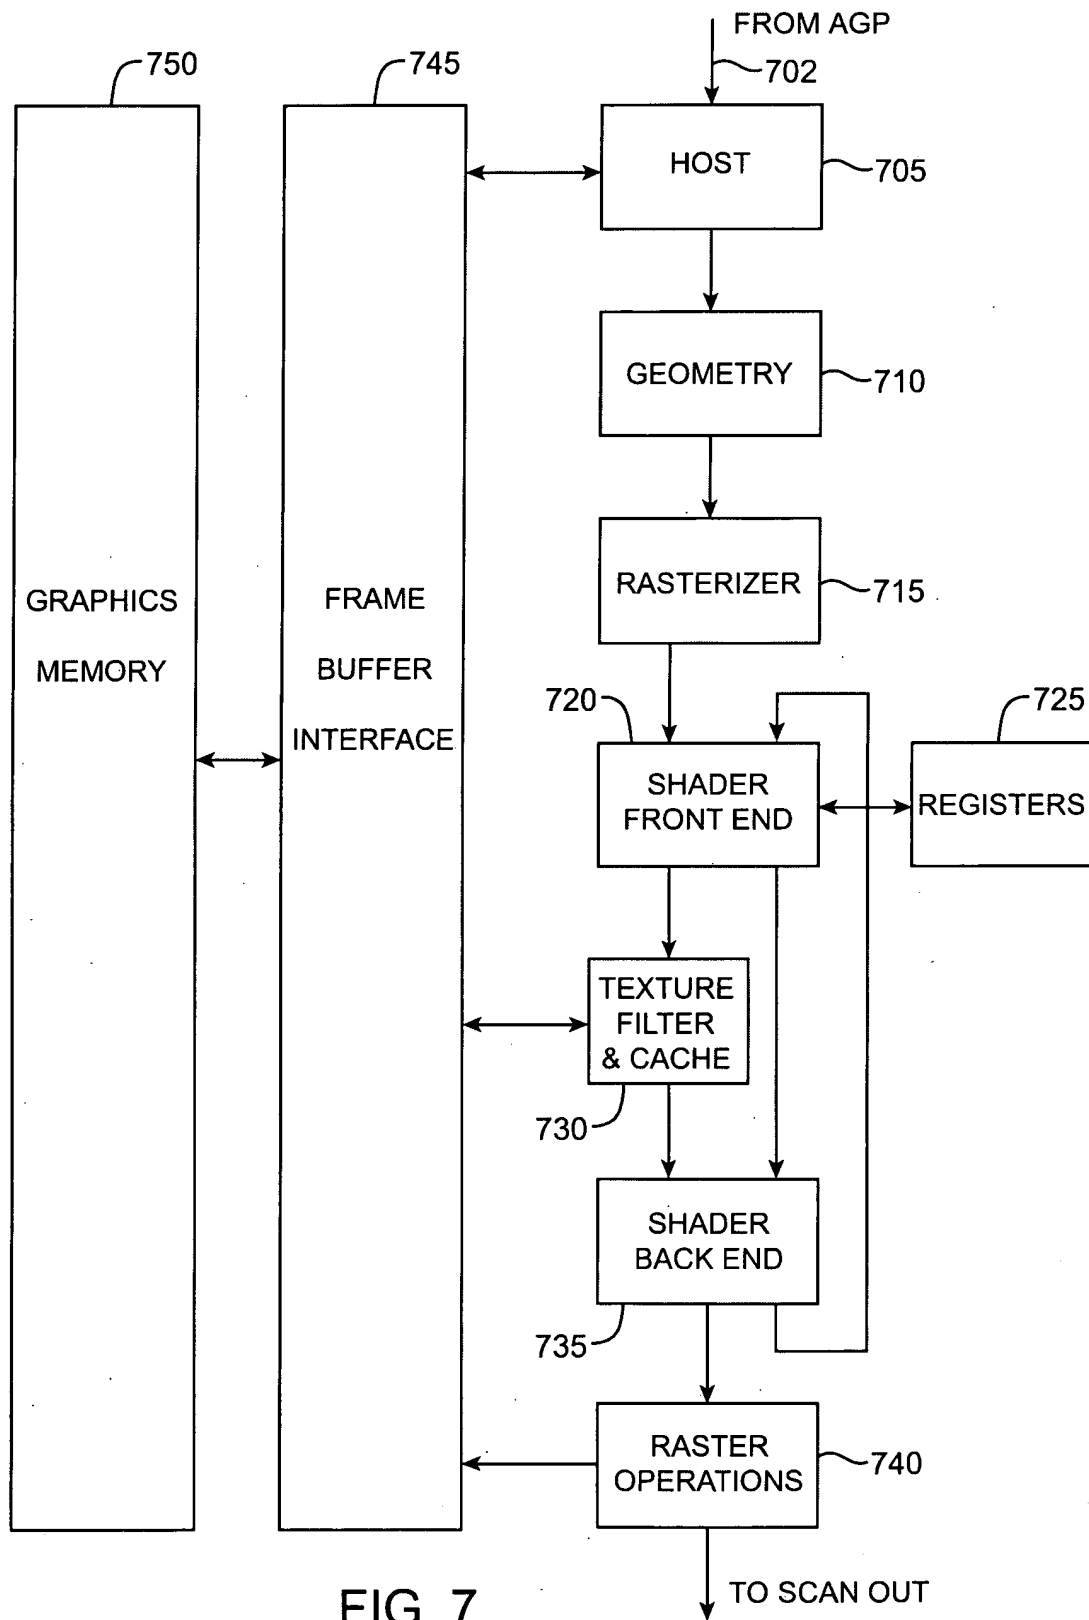 FROM AGP
702
750
745
HOST
705
GEOMETRY
710
RASTERIZER
715
GRAPHICS
MEMORY
FRAME
BUFFER
INTERFACE
720
725
SHADER
FRONT END
REGISTERS
TEXTURE
FILTER
& CACHE
730
SHADER
BACK END
735
RASTER
OPERATIONS
740
TO SCAN OUT
FIG. 7